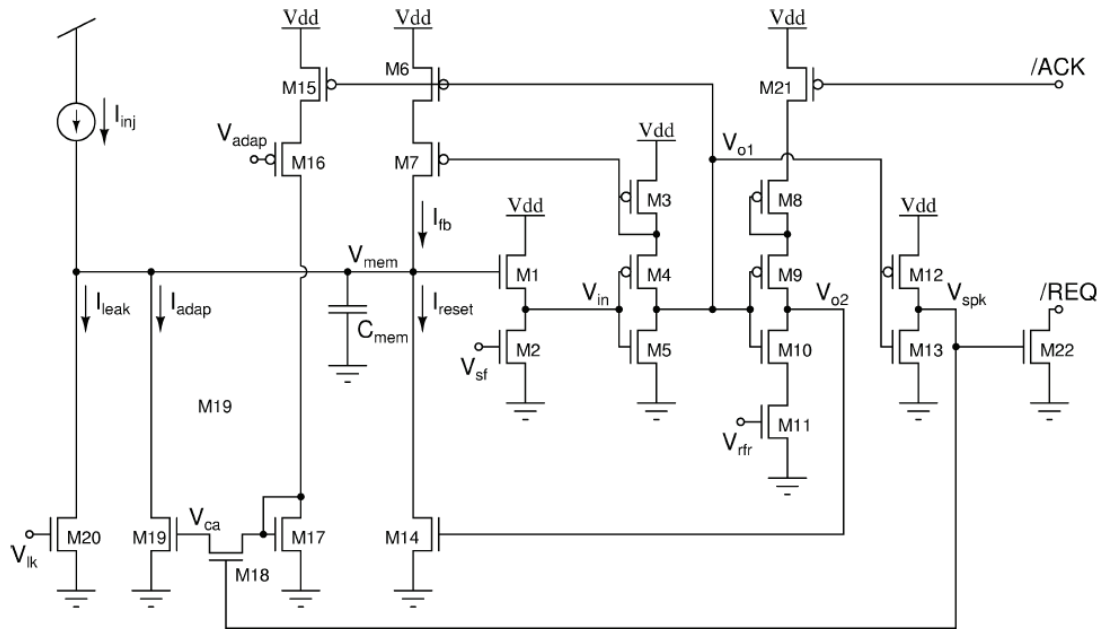 Vdd
Vdd
Vdd
M15
M6
M21
/ACK
Iinj
Vadap
M16
M7
Vdd
Vo1
M3
M8
Ifb
Vdd
Vmem
M1
Vin
M4
M9
Vo2
Vdd
M12
Vspk
/REQ
Ileak
Iadap
Cmem
Ireset
M2
Vsf
M5
M10
M13
M22
M19
Vrfr
M11
Vca
M20
Vlk
M19
M18
M17
M14